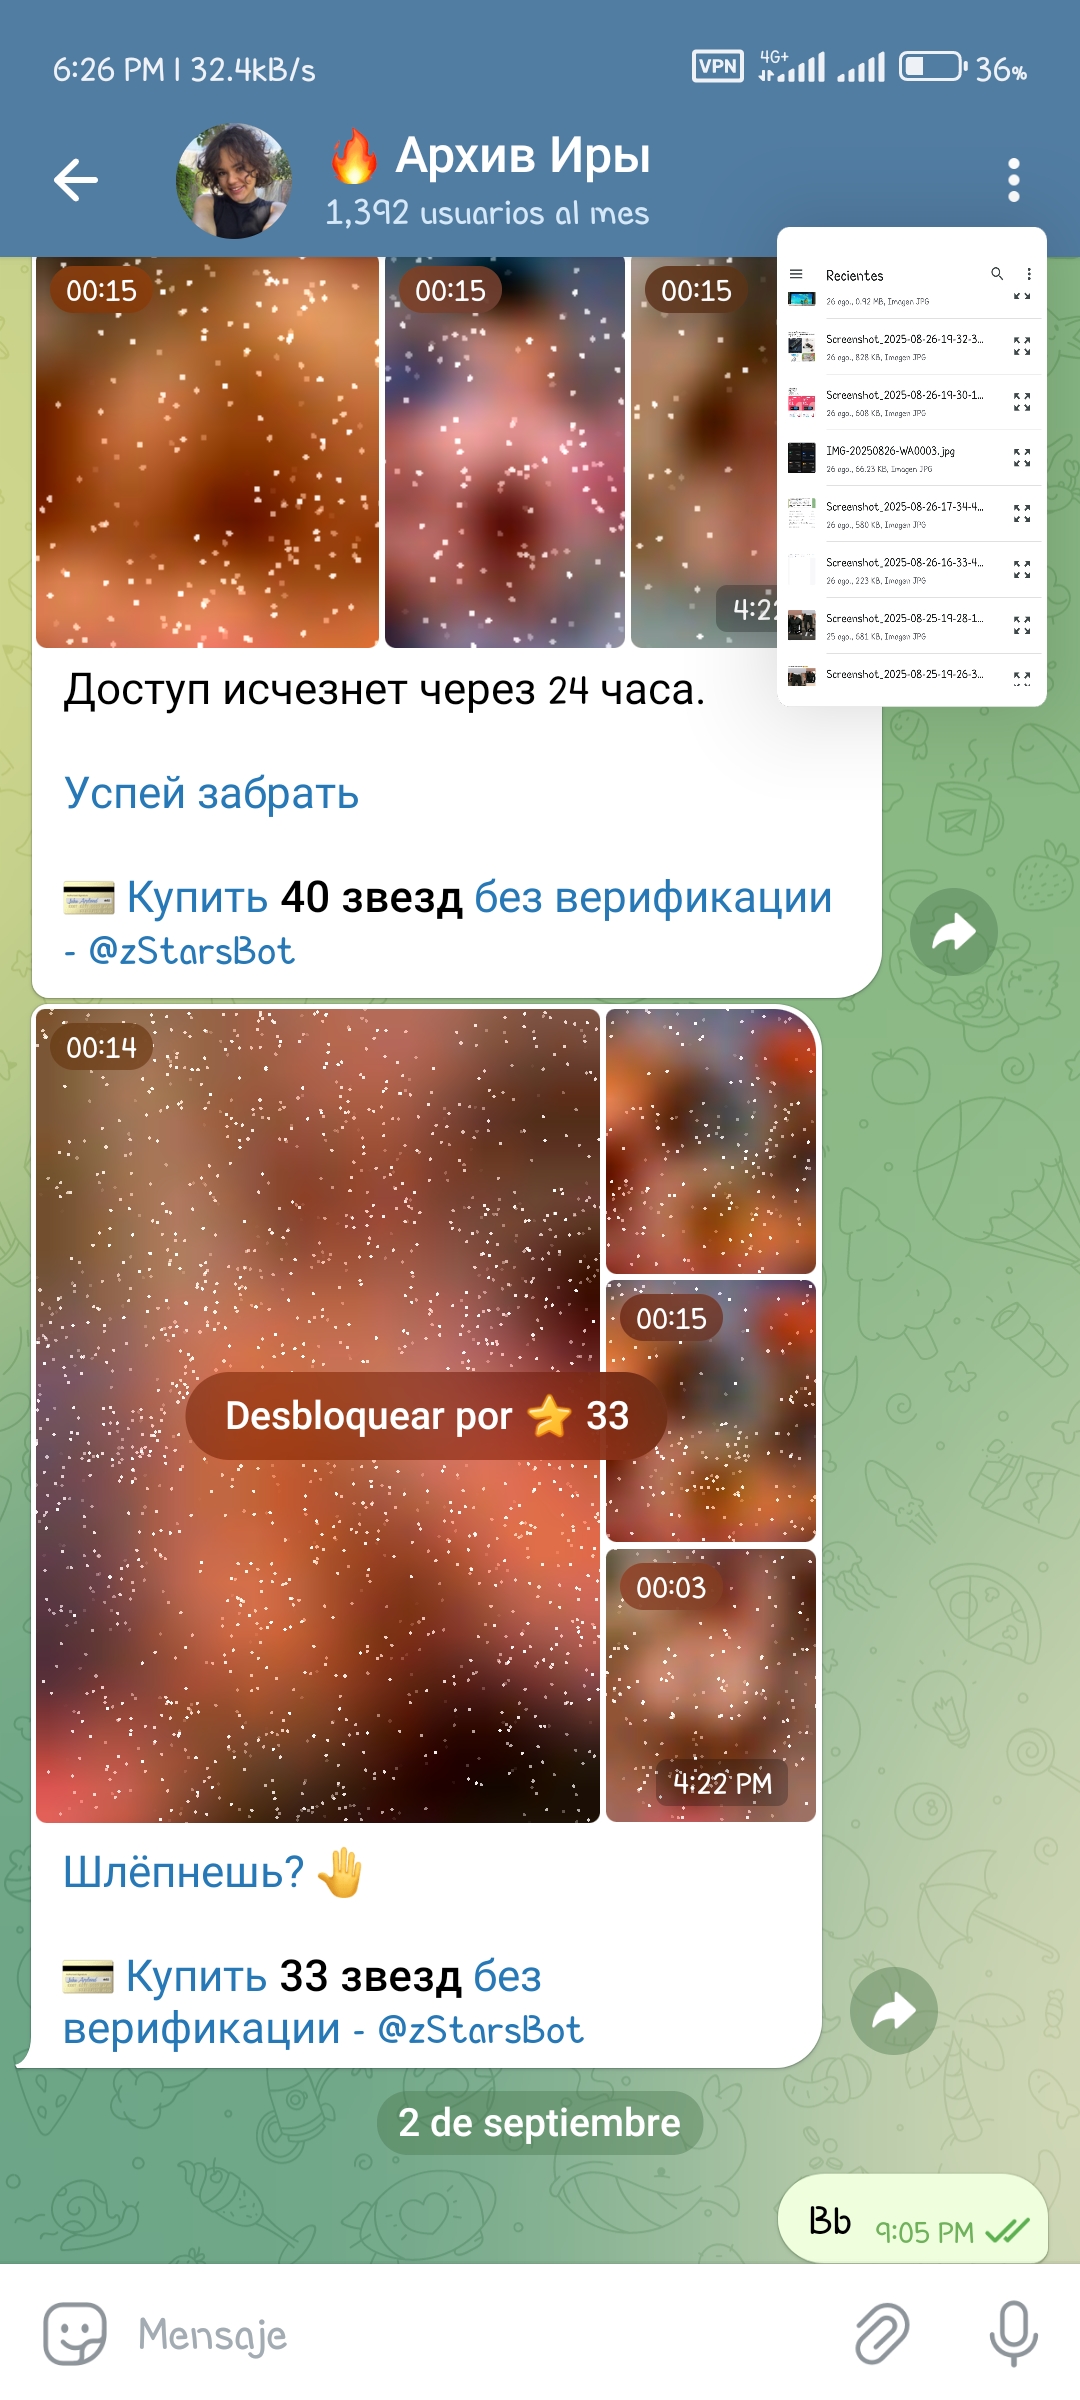 6:26 PM | 32.4kB/s
VPN 4G+ 36%
🔥 Архив Иры
1,392 usuarios al mes
00:15
00:15
00:15
4:22
Recientes
26 ago., 0.92 MB, Imagen JPG
Screenshot_2025-08-26-19-32-3...
26 ago., 828 KB, Imagen JPG
Screenshot_2025-08-26-19-30-1...
26 ago., 608 KB, Imagen JPG
IMG-20250826-WA0003.jpg
26 ago., 66.23 KB, Imagen JPG
Screenshot_2025-08-26-17-34-4...
26 ago., 580 KB, Imagen JPG
Screenshot_2025-08-26-16-33-4...
26 ago., 223 KB, Imagen JPG
Screenshot_2025-08-25-19-28-1...
25 ago., 681 KB, Imagen JPG
Screenshot_2025-08-25-19-26-3...
Доступ исчезнет через 24 часа.
Успей забрать
💳 Купить 40 звезд без верификации
- @zStarsBot
00:14
00:15
Desbloquear por ⭐ 33
00:03
4:22 PM
Шлёпнешь? 🤚
💳 Купить 33 звезд без
верификации - @zStarsBot
2 de septiembre
Bb 9:05 PM
Mensaje